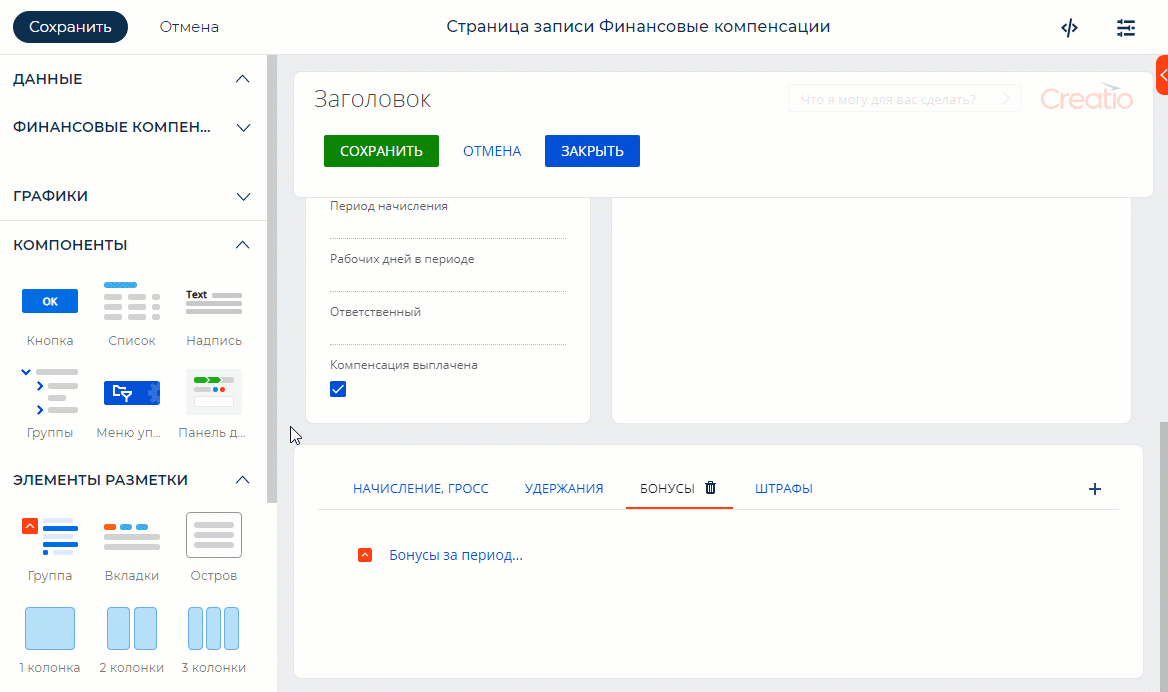 Сохранить
Отмена
Страница записи Финансовые компенсации
ДАННЫЕ
ФИНАНСОВЫЕ КОМПЕН...
ГРАФИКИ
КОМПОНЕНТЫ
OK
Text
Кнопка
Список
Надпись
Группы
Меню уп...
Панель д...
ЭЛЕМЕНТЫ РАЗМЕТКИ
Группа
Вкладки
Остров
1 колонка
2 колонки
3 колонки
Заголовок
Что я могу для вас сделать?
Creatio
СОХРАНИТЬ
ОТМЕНА
ЗАКРЫТЬ
Период начисления
Рабочих дней в периоде
Ответственный
Компенсация выплачена
НАЧИСЛЕНИЕ, ГРОСС
УДЕРЖАНИЯ
БОНУСЫ
ШТРАФЫ
Бонусы за период...